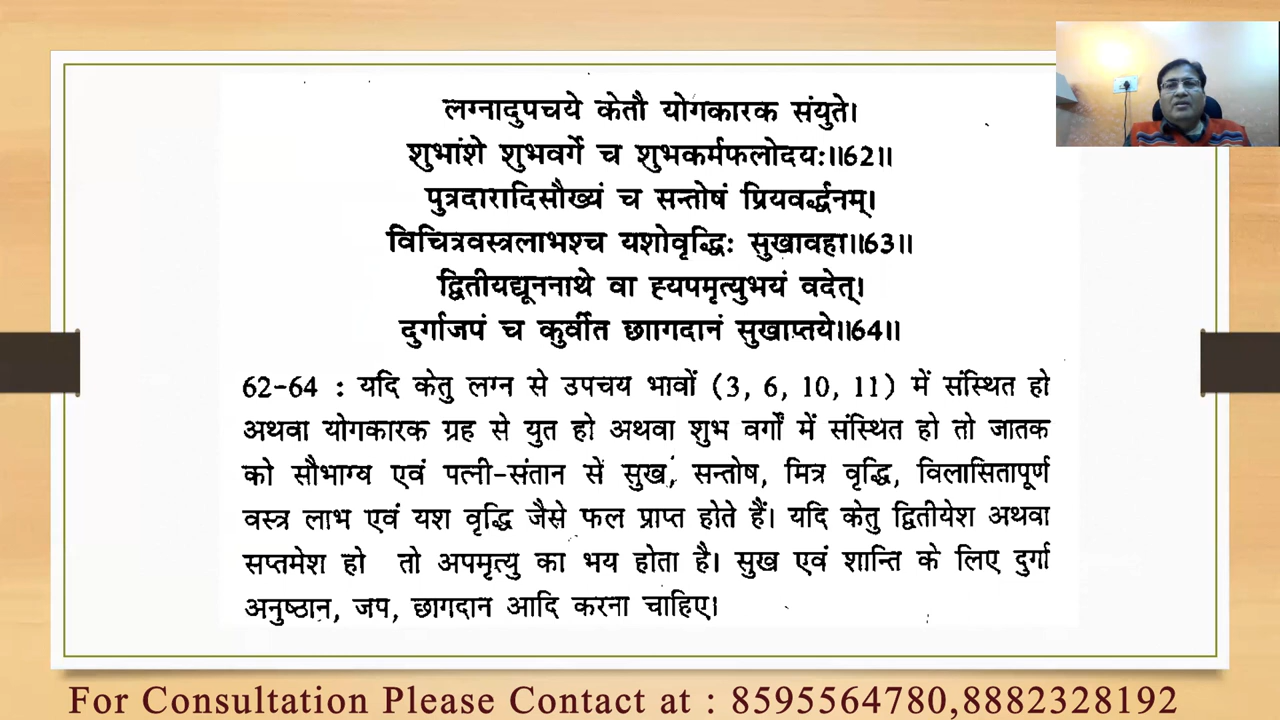 लग्नादुपचये केतौ योगकारक संयुते।
शुभांशे शुभवर्गे च शुभकर्मफलोदयः॥62॥
पुत्रदारादिसौख्यं च सन्तोषं प्रियवर्द्धनम्।
विचित्रवस्त्रलाभश्च यशोवृद्धिः सुखावहा॥63॥
द्वितीयद्यूननाथे वा ह्यपमृत्युभयं वदेत्।
दुर्गाजपं च कुर्वीत छाागदानं सुखाप्तये॥64॥
62-64 : यदि केतु लग्न से उपचय भावों (3, 6, 10, 11) में संस्थित हो
अथवा योगकारक ग्रह से युत हो अथवा शुभ वर्गों में संस्थित हो तो जातक
को सौभाग्य एवं पत्नी-संतान से सुख, सन्तोष, मित्र वृद्धि, विलासितापूर्ण
वस्त्र लाभ एवं यश वृद्धि जैसे फल प्राप्त होते हैं। यदि केतु द्वितीयेश अथवा
सप्तमेश हो तो अपमृत्यु का भय होता है। सुख एवं शान्ति के लिए दुर्गा
अनुष्ठान, जप, छागदान आदि करना चाहिए।
For Consultation Please Contact at : 8595564780,8882328192